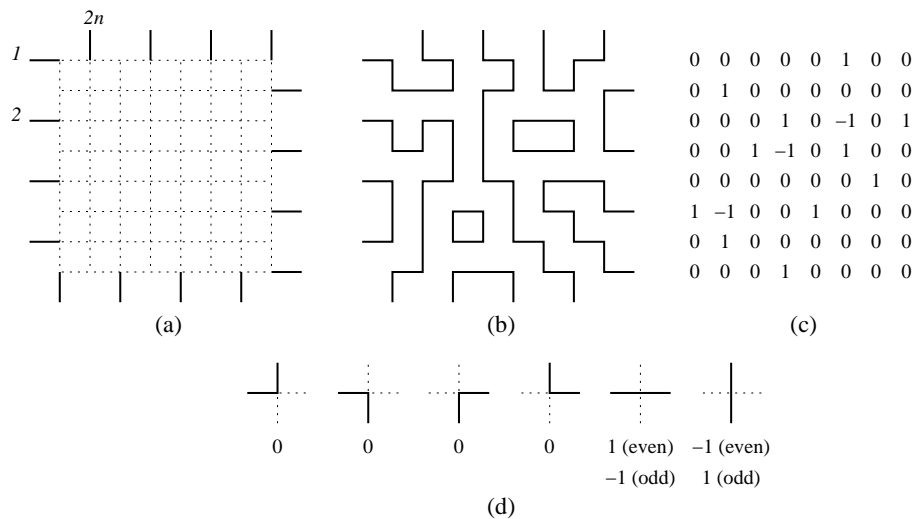 2n
1
2
(a)
(b)
0 0 0 0 0 1 0 0
0 1 0 0 0 0 0 0
0 0 0 1 0 –1 0 1
0 0 1 –1 0 1 0 0
0 0 0 0 0 0 1 0
1 –1 0 0 1 0 0 0
0 1 0 0 0 0 0 0
0 0 0 1 0 0 0 0
(c)
0 0 0 0 1 (even) –1 (even)
–1 (odd) 1 (odd)
(d)